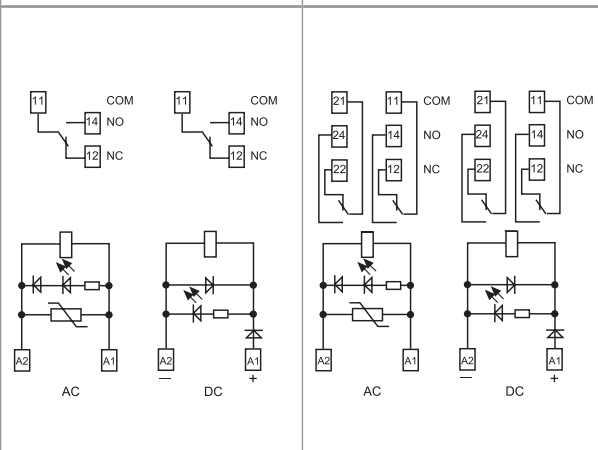 11 COM
14 NO
12 NC
A2 A1
AC
11 COM
14 NO
12 NC
A2 A1
— +
DC
21 11 COM
24 14 NO
22 12 NC
A2 A1
AC
21 11 COM
24 14 NO
22 12 NC
A2 A1
— +
DC